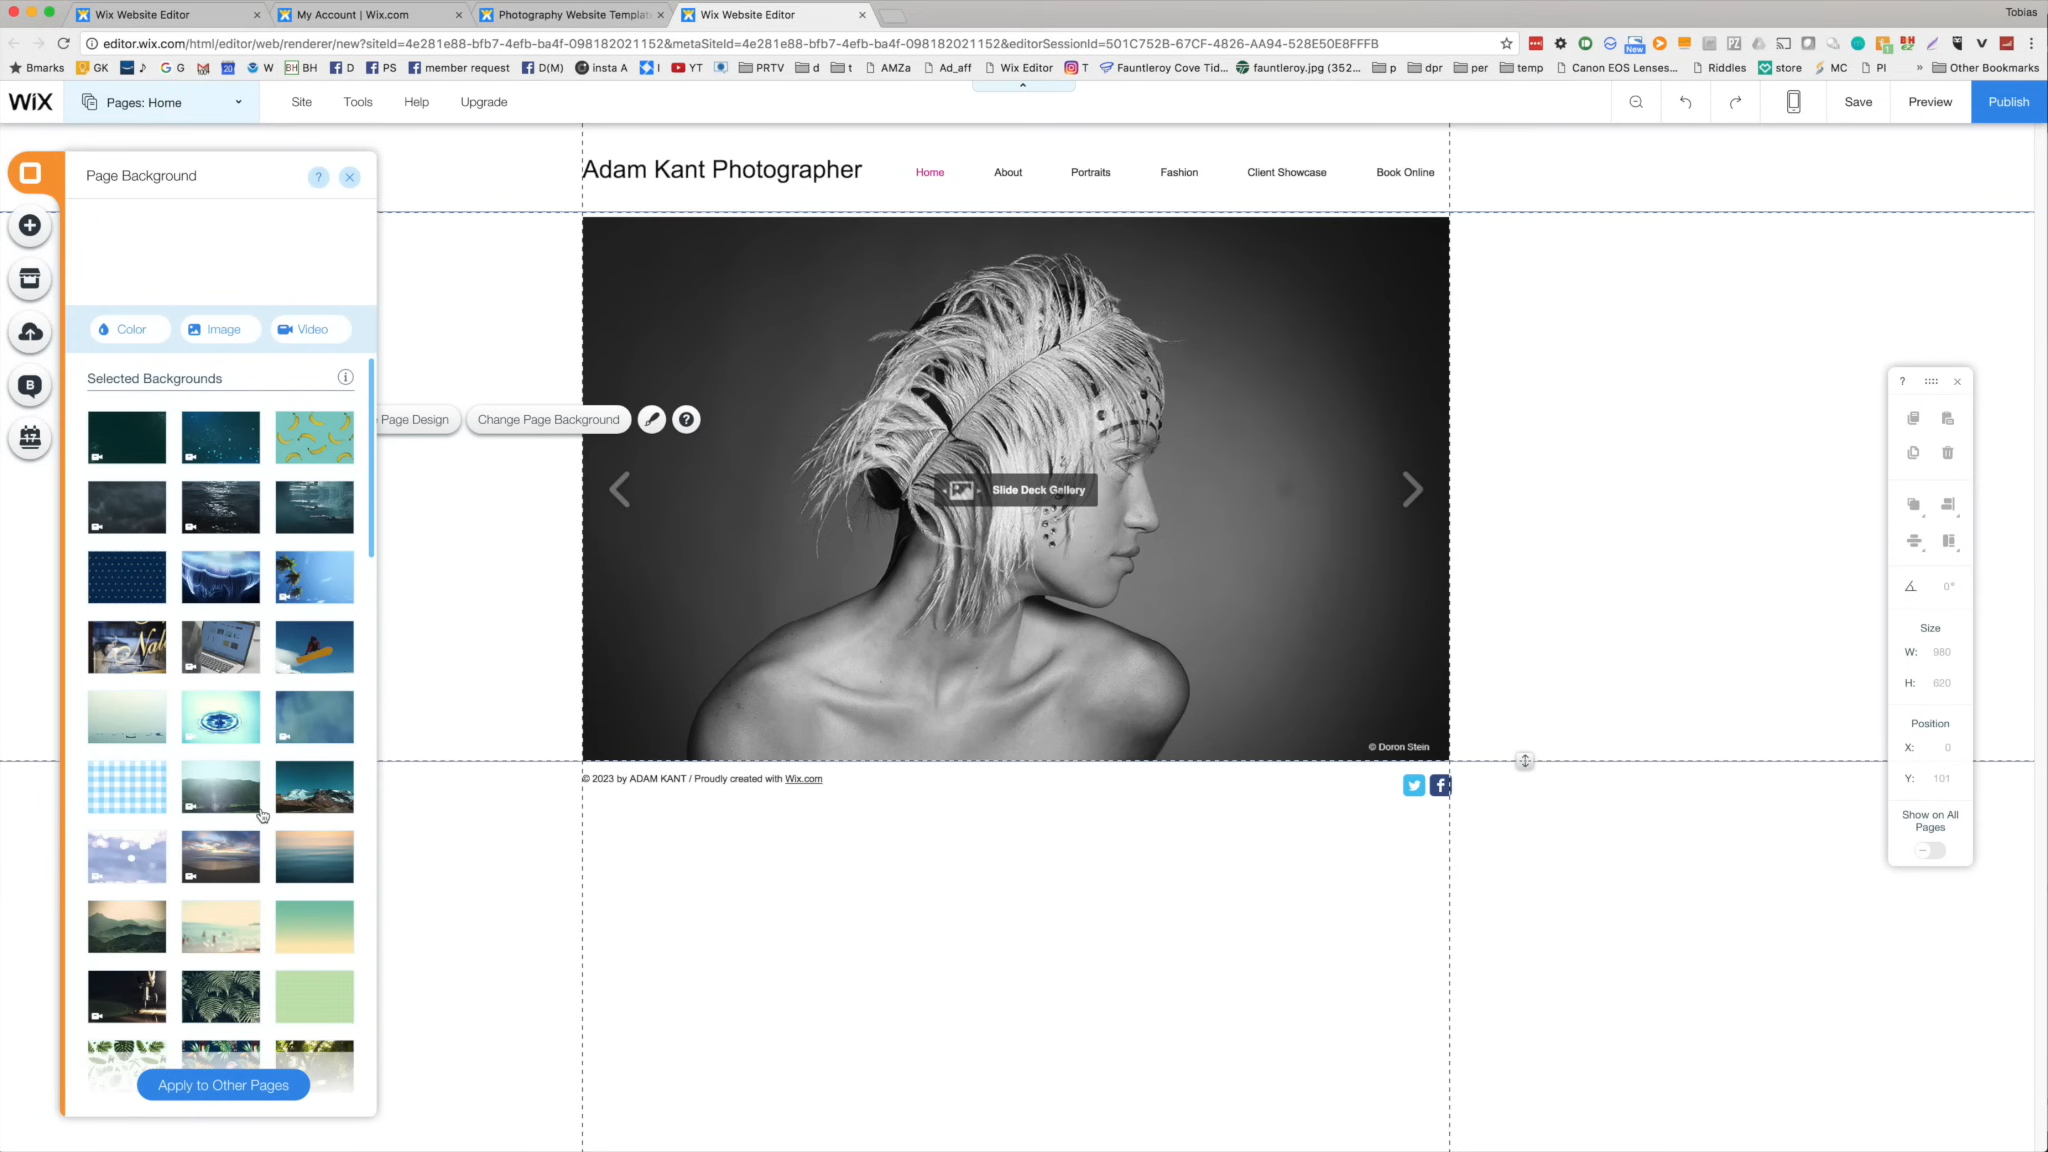 Wix Website Editor
My Account | Wix.com
Photography Website Templat
Wix Website Editor
Tobias
editor.wix.com/html/editor/web/renderer/new?siteId=4e281e88-bfb7-4efb-ba4f-098182021152&metaSiteId=4e281e88-bfb7-4efb-ba4f-098182021152&editorSessionId=501C752B-67CF-4826-AA94-528E50E8FFFB
New
Bmarks GK G G 20 W BH BH f D f PS f member request f D(M) insta A I YT PRTV d t AMZa Ad_aff Wix Editor T Fauntleroy Cove Tid... fauntleroy.jpg (352... p dpr per temp Canon EOS Lenses... Riddles store MC PI » Other Bookmarks
WiX
Pages: Home
Site
Tools
Help
Upgrade
Save
Preview
Publish
Page Background
?
Color
Image
Video
Selected Backgrounds
Page Design
Change Page Background
?
B
17
Adam Kant Photographer
Home
About
Portraits
Fashion
Client Showcase
Book Online
Slide Deck Gallery
© Doron Stein
© 2023 by ADAM KANT / Proudly created with Wix.com
?
0°
Size
W: 980
H: 620
Position
X: 0
Y: 101
Show on All
Pages
Apply to Other Pages